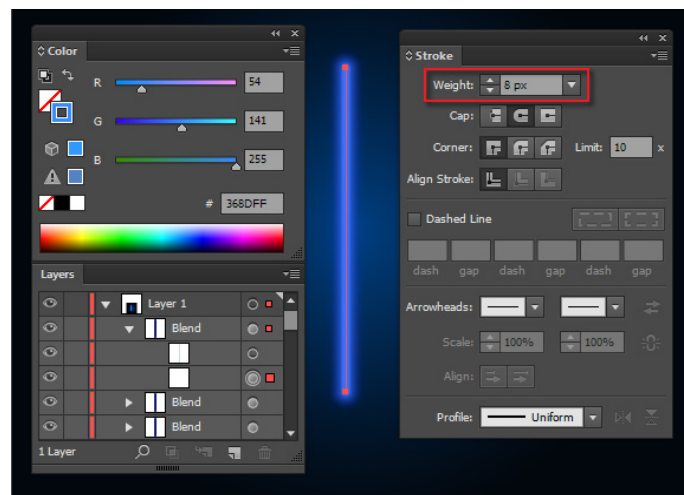 Color
R 54
G 141
B 255
# 368DFF
Layers
Layer 1
Blend
Blend
Blend
1 Layer
Stroke
Weight: 8 px
Cap:
Corner: Limit: 10 x
Align Stroke:
Dashed Line
dash gap dash gap dash gap
Arrowheads:
Scale: 100% 100%
Align:
Profile: Uniform